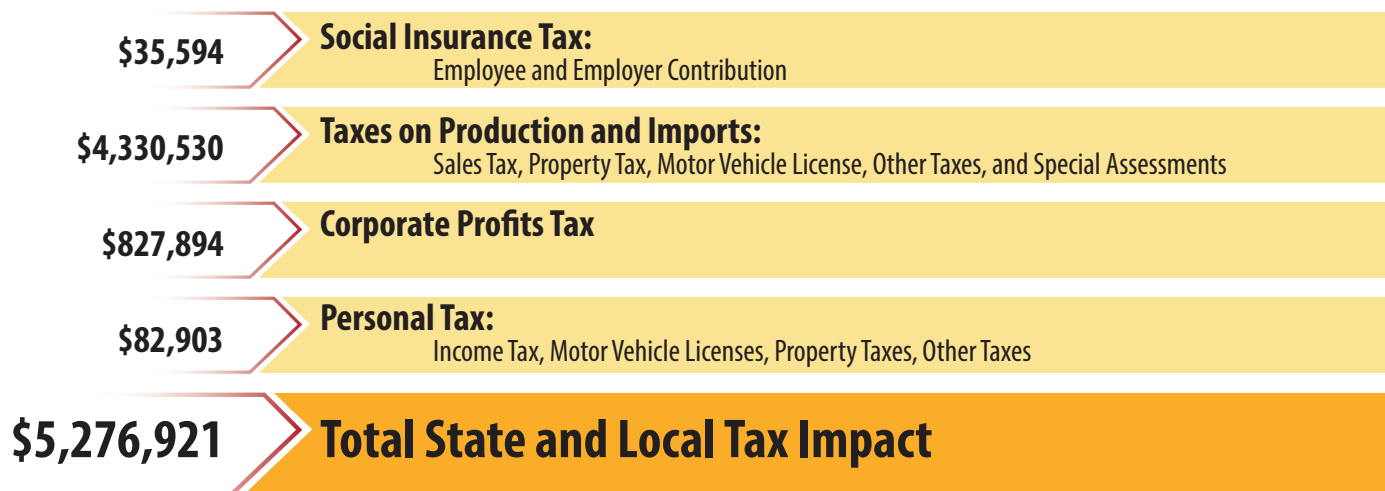 $35,594
Social Insurance Tax:
Employee and Employer Contribution
$4,330,530
Taxes on Production and Imports:
Sales Tax, Property Tax, Motor Vehicle License, Other Taxes, and Special Assessments
$827,894
Corporate Profits Tax
$82,903
Personal Tax:
Income Tax, Motor Vehicle Licenses, Property Taxes, Other Taxes
$5,276,921
Total State and Local Tax Impact